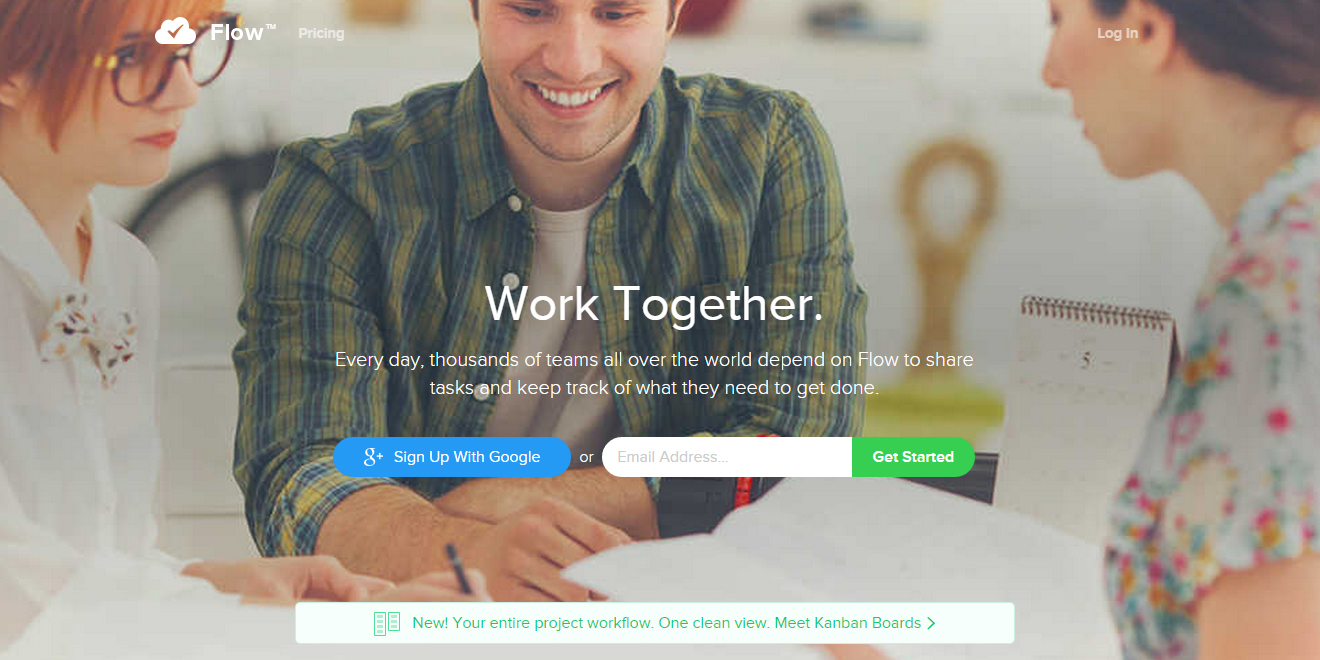 Flow™ Pricing Log In
5
Work Together.
Every day, thousands of teams all over the world depend on Flow to share
tasks and keep track of what they need to get done.
g+ Sign Up With Google or Email Address... Get Started
New! Your entire project workflow. One clean view. Meet Kanban Boards >